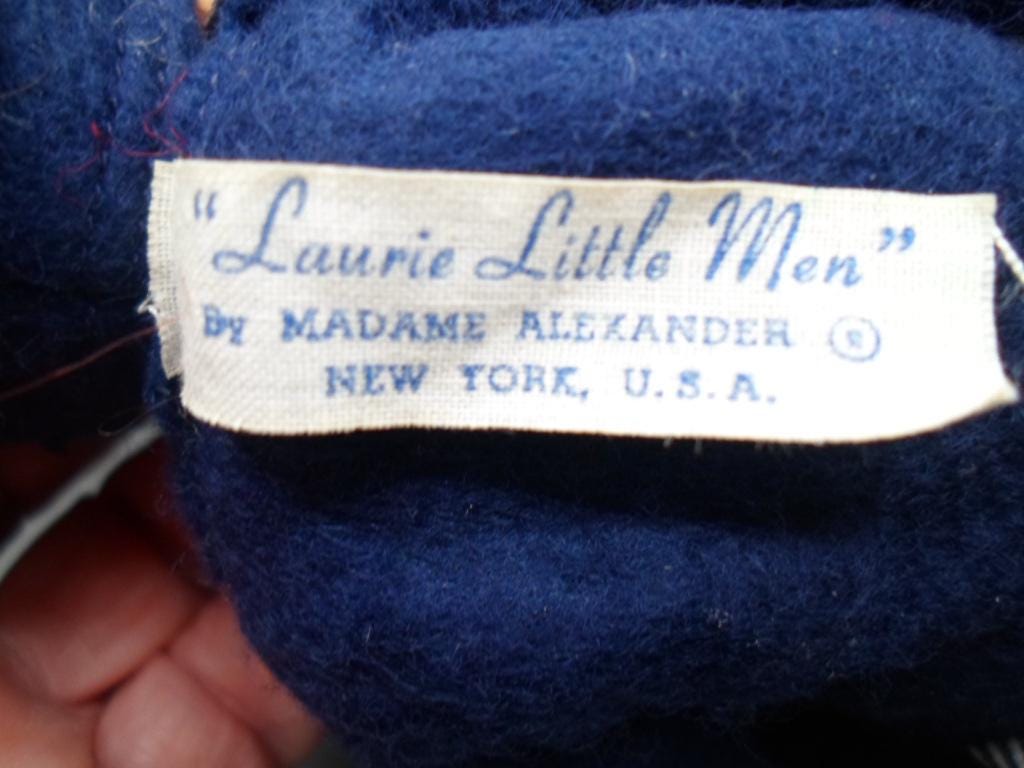 “Laurie Little Men”
By MADAME ALEXANDER ®
NEW YORK, U.S.A.